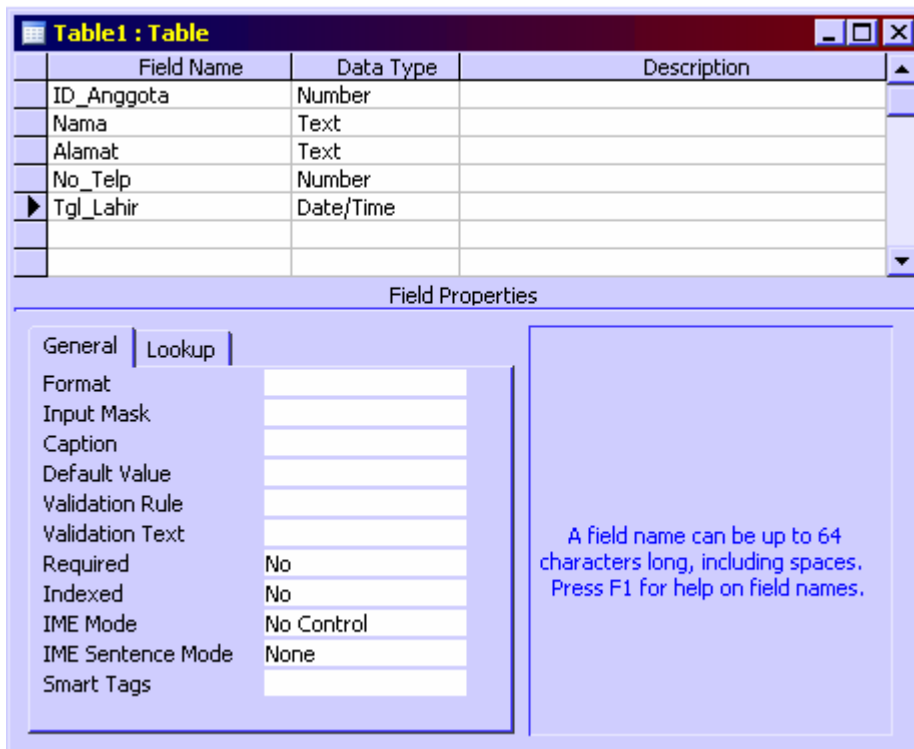 Table1 : Table
Field Name Data Type Description
ID_Anggota Number
Nama Text
Alamat Text
No_Telp Number
Tgl_Lahir Date/Time
Field Properties
General Lookup
Format
Input Mask
Caption
Default Value
Validation Rule
Validation Text
Required No
Indexed No
IME Mode No Control
IME Sentence Mode None
Smart Tags
A field name can be up to 64
characters long, including spaces.
Press F1 for help on field names.